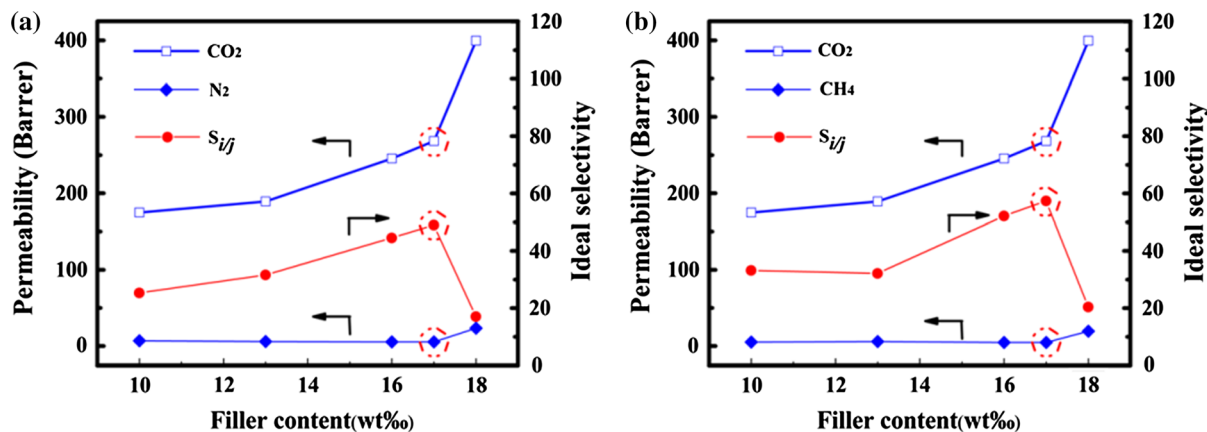 (a)
Permeability (Barrer)
400
300
200
100
0
CO2
N2
Si/j
120
100
80
60
40
20
0
Ideal selectivity
10 12 14 16 18
Filler content(wt‰)
(b)
Permeability (Barrer)
400
300
200
100
0
CO2
CH4
Si/j
120
100
80
60
40
20
0
Ideal selectivity
10 12 14 16 18
Filler content(wt‰)